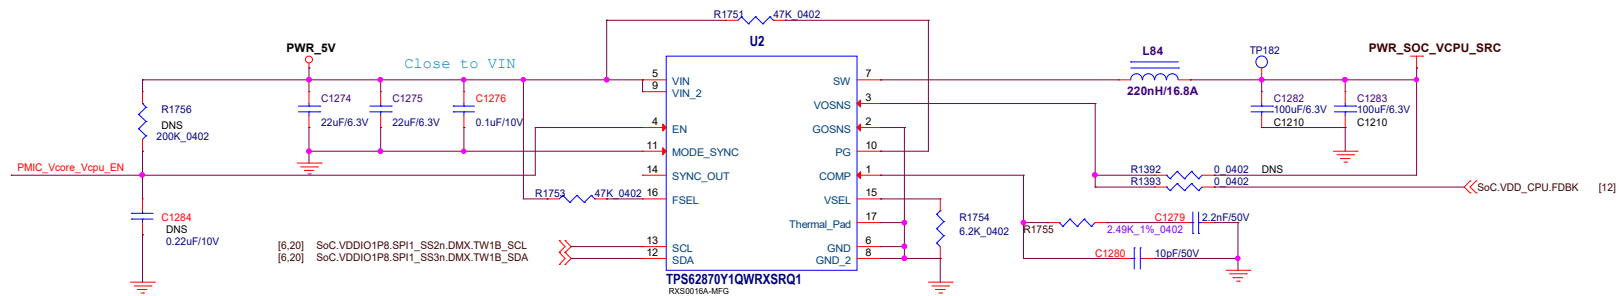 R1751 47K_0402
U2
PWR_5V
Close to VIN
L84
TP182
PWR_SOC_VCPU_SRC
5 VIN
9 VIN_2
SW 7
220nH/16.8A
R1756
DNS
200K_0402
C1274
22uF/6.3V
C1275
22uF/6.3V
C1276
0.1uF/10V
VOSNS 3
C1282
100uF/6.3V
C1210
C1283
100uF/6.3V
C1210
4 EN
GOSNS 2
11 MODE_SYNC
PG 10
PMIC_Vcore_Vcpu_EN
14 SYNC_OUT
COMP 1
R1392 0_0402 DNS
R1393 0_0402
SoC.VDD_CPU.FDBK [12]
R1753 47K_0402
16 FSEL
VSEL 15
C1284
DNS
0.22uF/10V
Thermal_Pad 17
R1754
6.2K_0402
R1755
2.49K_1%_0402
C1279 2.2nF/50V
[6,20] SoC.VDDIO1P8.SPI1_SS2n.DMX.TW1B_SCL
13 SCL
GND 6
[6,20] SoC.VDDIO1P8.SPI1_SS3n.DMX.TW1B_SDA
12 SDA
GND_2 8
C1280 10pF/50V
TPS62870Y1QWRXSRQ1
RXS0016A-MFG